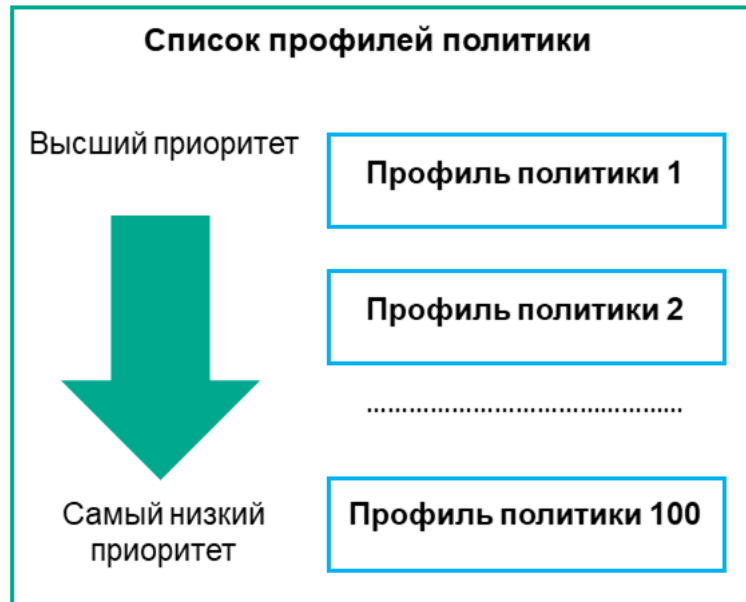 Список профилей политики
Высший приоритет
Профиль политики 1
Профиль политики 2
.............................................
Самый низкий
приоритет
Профиль политики 100